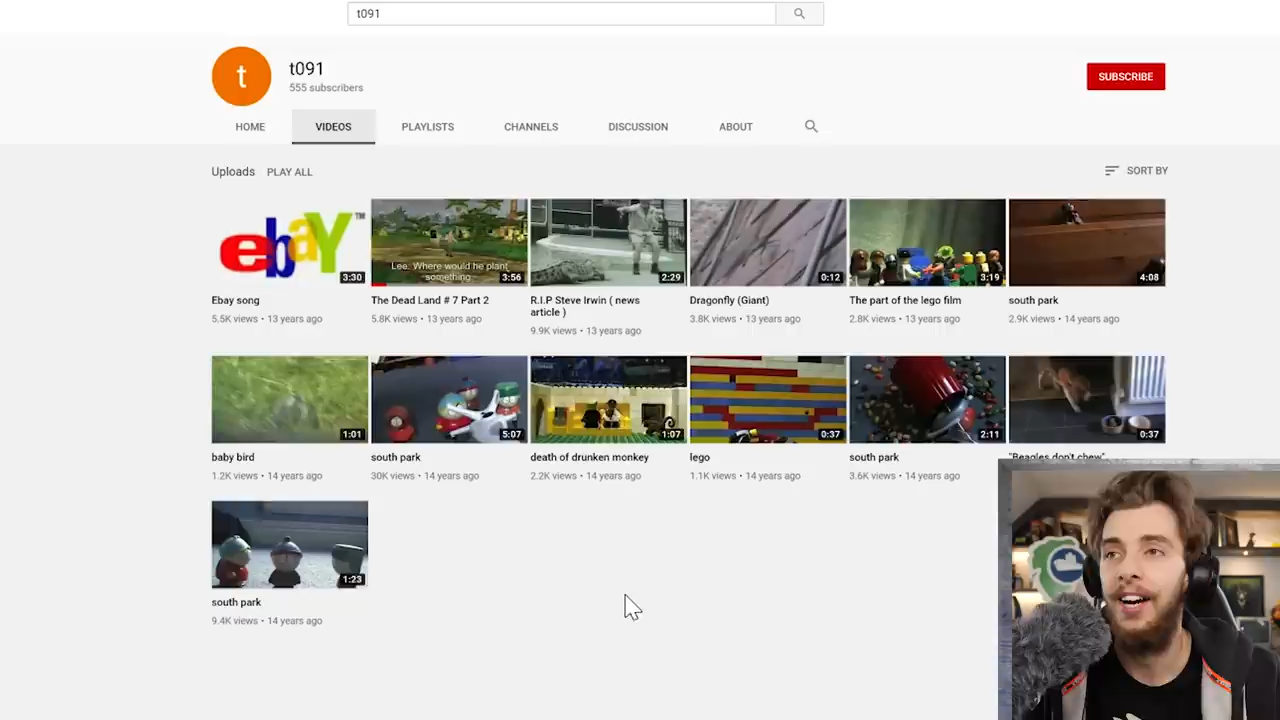 t091
t
t091
555 subscribers
SUBSCRIBE
HOME
VIDEOS
PLAYLISTS
CHANNELS
DISCUSSION
ABOUT
Uploads
PLAY ALL
SORT BY
ebaY™
3:30
Lee. Where would he plant
something
3:56
2:29
0:12
3:19
4:08
Ebay song
5.5K views • 13 years ago
The Dead Land # 7 Part 2
5.8K views • 13 years ago
R.I.P Steve Irwin ( news
article )
9.9K views • 13 years ago
Dragonfly (Giant)
3.8K views • 13 years ago
The part of the lego film
2.8K views • 13 years ago
south park
2.9K views • 14 years ago
1:01
5:07
1:07
0:37
2:11
0:37
baby bird
1.2K views • 14 years ago
south park
30K views • 14 years ago
death of drunken monkey
2.2K views • 14 years ago
lego
1.1K views • 14 years ago
south park
3.6K views • 14 years ago
"Beagles don't chew"
1:23
south park
9.4K views • 14 years ago